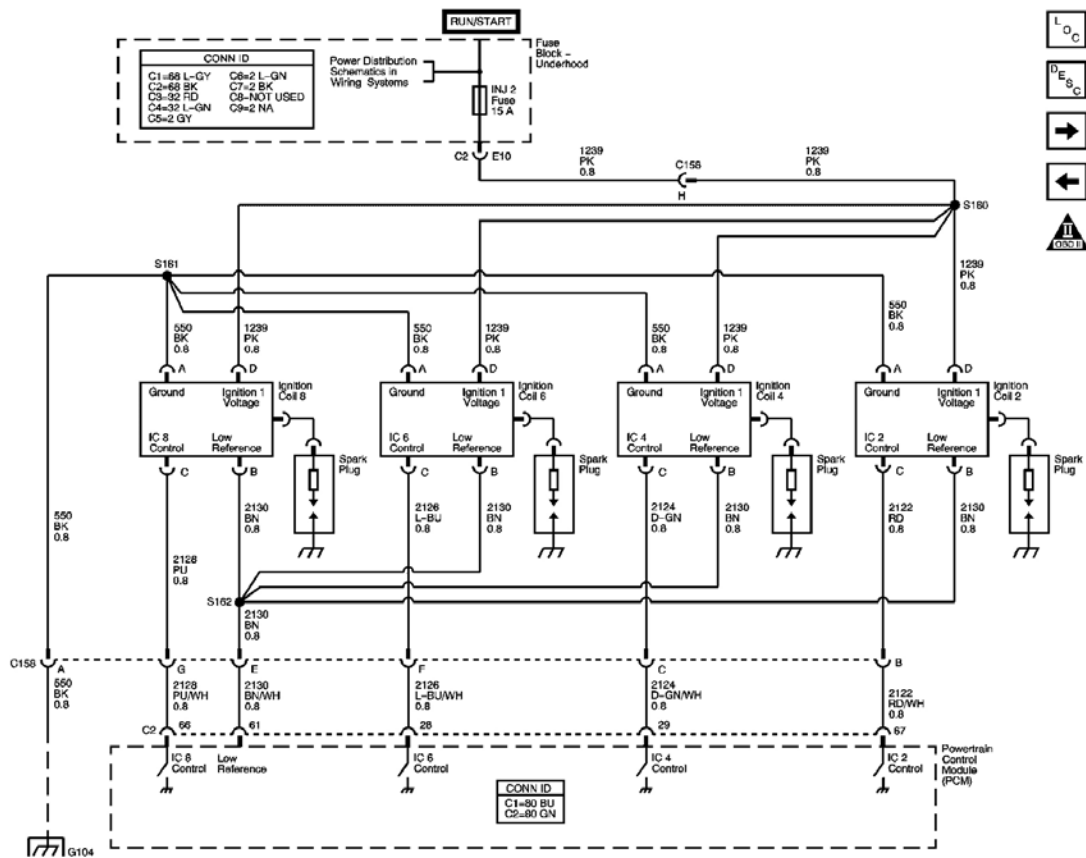 RUN/START
Fuse
Block –
Underhood
CONN ID
C1=68 L-GY C6=2 L-GN
C2=68 BK C7=2 BK
C3=32 RD C8-NOT USED
C4=32 L-GN C9=2 NA
C5=2 GY
Power Distribution
Schematics in
Wiring Systems
INJ 2
Fuse
15 A
L O C
D E S C
II
OBD II
C2 E10
1239
PK
0.8
C158
H
1239
PK
0.8
S160
S161
1239
PK
0.8
550
BK
0.8
1239
PK
0.8
550
BK
0.8
1239
PK
0.8
550
BK
0.8
1239
PK
0.8
550
BK
0.8
A D A D A D A D
Ground Ignition 1
Voltage
Ignition
Coil 8
IC 8
Control
Low
Reference
Spark
Plug
Ground Ignition 1
Voltage
Ignition
Coil 6
IC 6
Control
Low
Reference
Spark
Plug
Ground Ignition 1
Voltage
Ignition
Coil 4
IC 4
Control
Low
Reference
Spark
Plug
Ground Ignition 1
Voltage
Ignition
Coil 2
IC 2
Control
Low
Reference
Spark
Plug
C B C B C B C B
550
BK
0.8
2128
PU
0.8
2130
BN
0.8
2126
L-BU
0.8
2130
BN
0.8
2124
D-GN
0.8
2130
BN
0.8
2122
RD
0.8
2130
BN
0.8
S162
2130
BN
0.8
C158 A G E F C B
550
BK
0.8
2128
PU/WH
0.8
2130
BN/WH
0.8
2126
L-BU/WH
0.8
2124
D-GN/WH
0.8
2122
RD/WH
0.8
C2 66 61 28 29 67
IC 8
Control
Low
Reference
IC 6
Control
IC 4
Control
IC 2
Control
Powertrain
Control
Module
(PCM)
CONN ID
C1=80 BU
C2=80 GN
G104